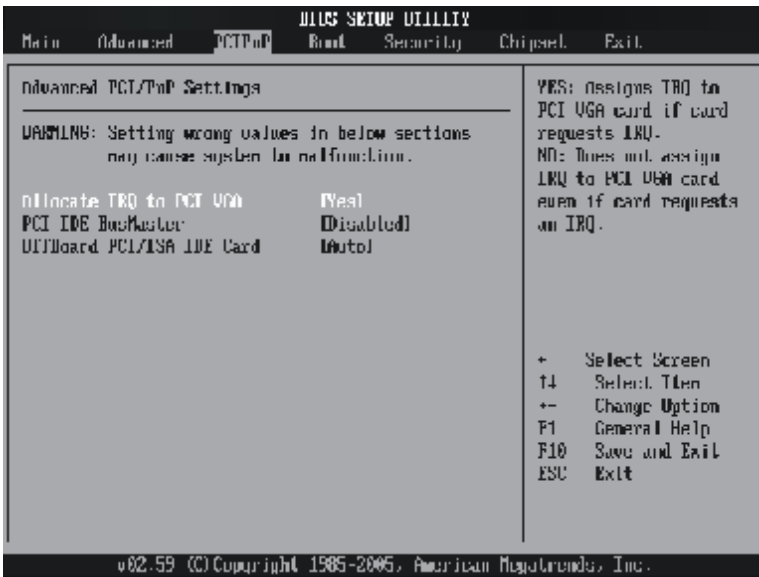 BIOS SETUP UTILITY
Main Advanced PCIPnP Boot Security Chipset Exit
Advanced PCI/PnP Settings
WARNING: Setting wrong values in below sections
may cause system to malfunction.
Allocate IRQ to PCI VGA [Yes]
PCI IDE BusMaster [Disabled]
OffBoard PCI/ISA IDE Card [Auto]
YES: Assigns IRQ to
PCI VGA card if card
requests IRQ.
NO: Does not assign
IRQ to PCI VGA card
even if card requests
an IRQ.
← Select Screen
↑↓ Select Item
+- Change Option
F1 General Help
F10 Save and Exit
ESC Exit
v02.59 (C)Copyright 1985-2005, American Megatrends, Inc.